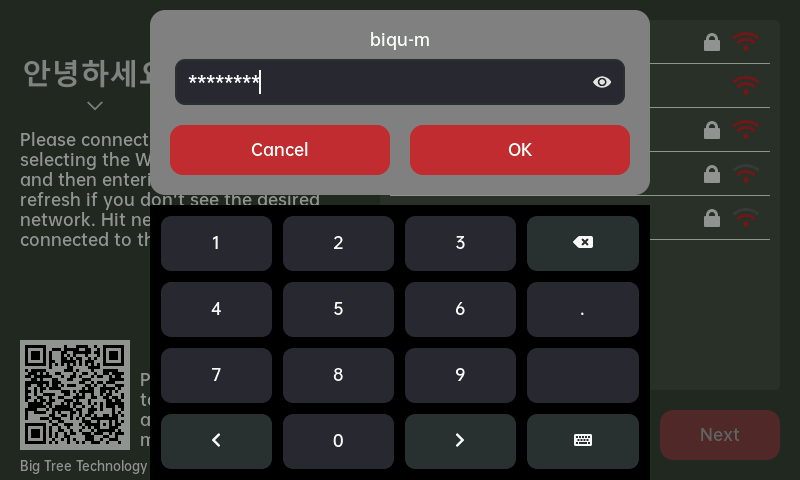 biqu-m
********
Cancel
OK
안녕하세요
Please connect
selecting the W
and then enteri
refresh if you don't see the desired
network. Hit ne
connected to th
1
2
3
4
5
6
.
7
8
9
0
Next
Big Tree Technology